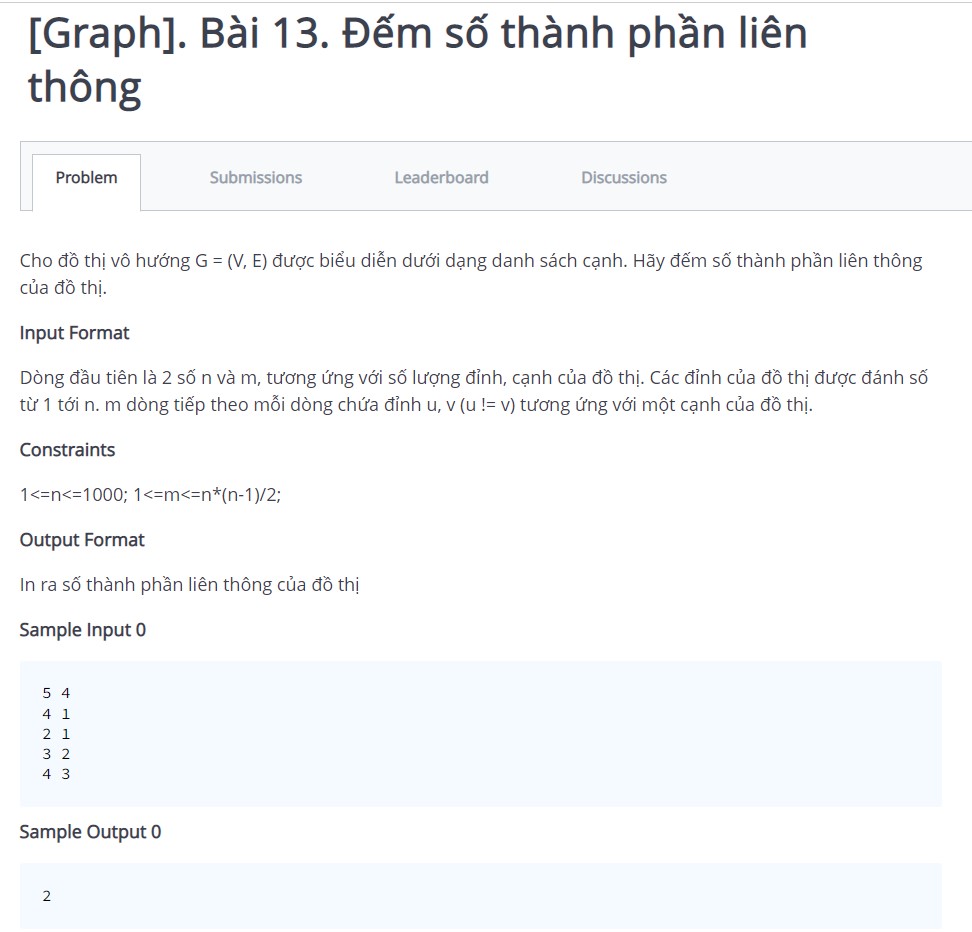 [Graph]. Bài 13. Đếm số thành phần liên
thông
Problem
Submissions
Leaderboard
Discussions
Cho đồ thị vô hướng G = (V, E) được biểu diễn dưới dạng danh sách cạnh. Hãy đếm số thành phần liên thông
của đồ thị.
Input Format
Dòng đầu tiên là 2 số n và m, tương ứng với số lượng đỉnh, cạnh của đồ thị. Các đỉnh của đồ thị được đánh số
từ 1 tới n. m dòng tiếp theo mỗi dòng chứa đỉnh u, v (u != v) tương ứng với một cạnh của đồ thị.
Constraints
1<=n<=1000; 1<=m<=n*(n-1)/2;
Output Format
In ra số thành phần liên thông của đồ thị
Sample Input 0
5 4
4 1
2 1
3 2
4 3
Sample Output 0
2